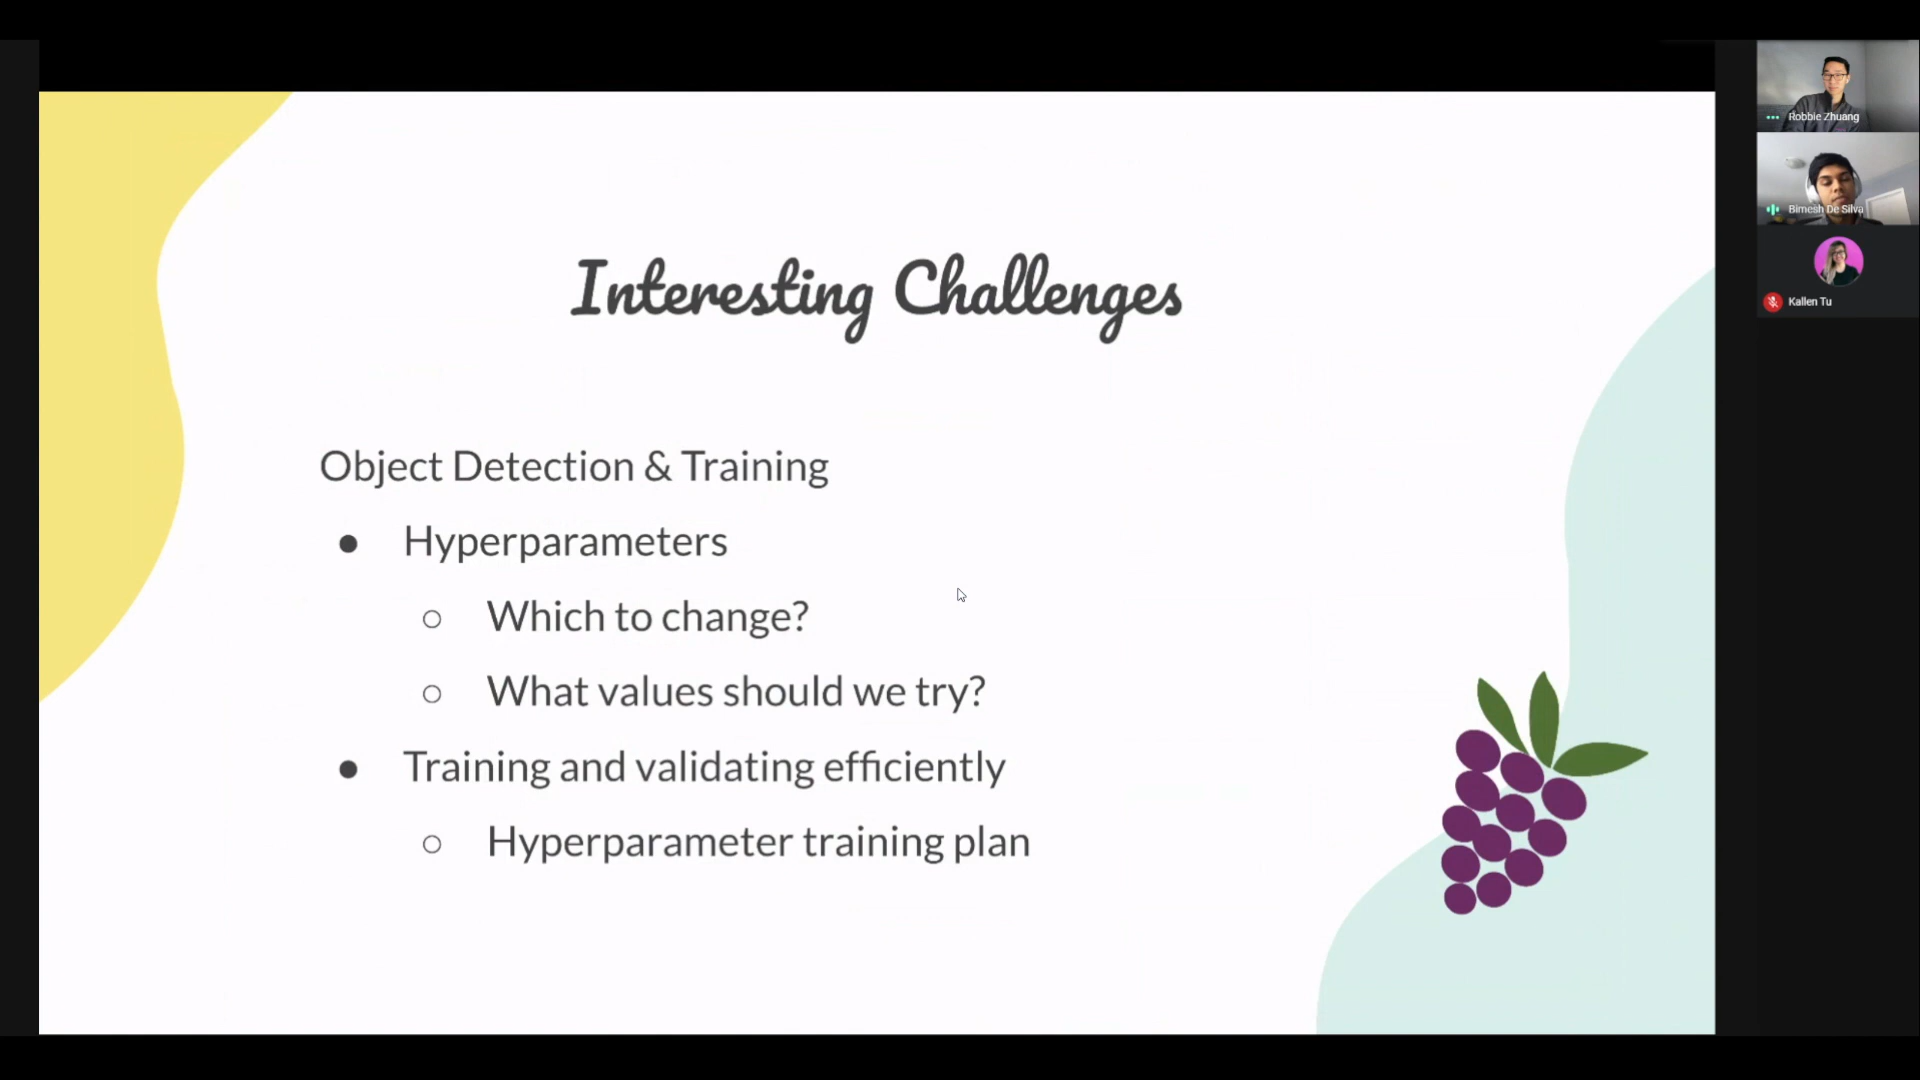 Interesting Challenges
Object Detection & Training
● Hyperparameters
○ Which to change?
○ What values should we try?
● Training and validating efficiently
○ Hyperparameter training plan
Robbie Zhuang
Bimesh De Silva
Kallen Tu